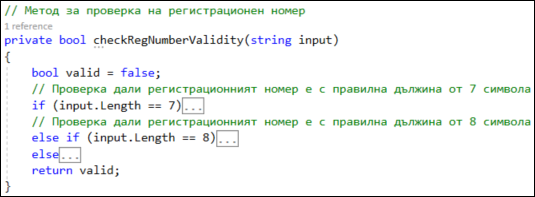 // Метод за проверка на регистрационен номер
1 reference
private bool checkRegNumberValidity(string input)
{
bool valid = false;
// Проверка дали регистрационният номер е с правилна дължина от 7 символа
if (input.Length == 7)...
// Проверка дали регистрационният номер е с правилна дължина от 8 символа
else if (input.Length == 8)...
else...
return valid;
}